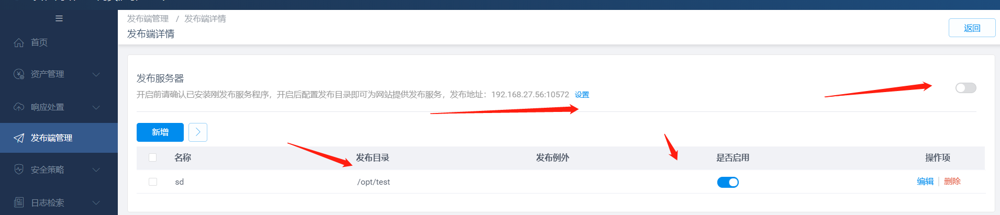 发布端管理 / 发布端详情
发布端详情
返回
首页
资产管理
响应处置
发布端管理
安全策略
日志检索
发布服务器
开启前请确认已安装刚发布服务程序，开启后配置发布目录即可为网站提供发布服务，发布地址：192.168.27.56:10572 设置
新增
名称 发布目录 发布例外 是否启用 操作项
sd /opt/test 编辑 删除